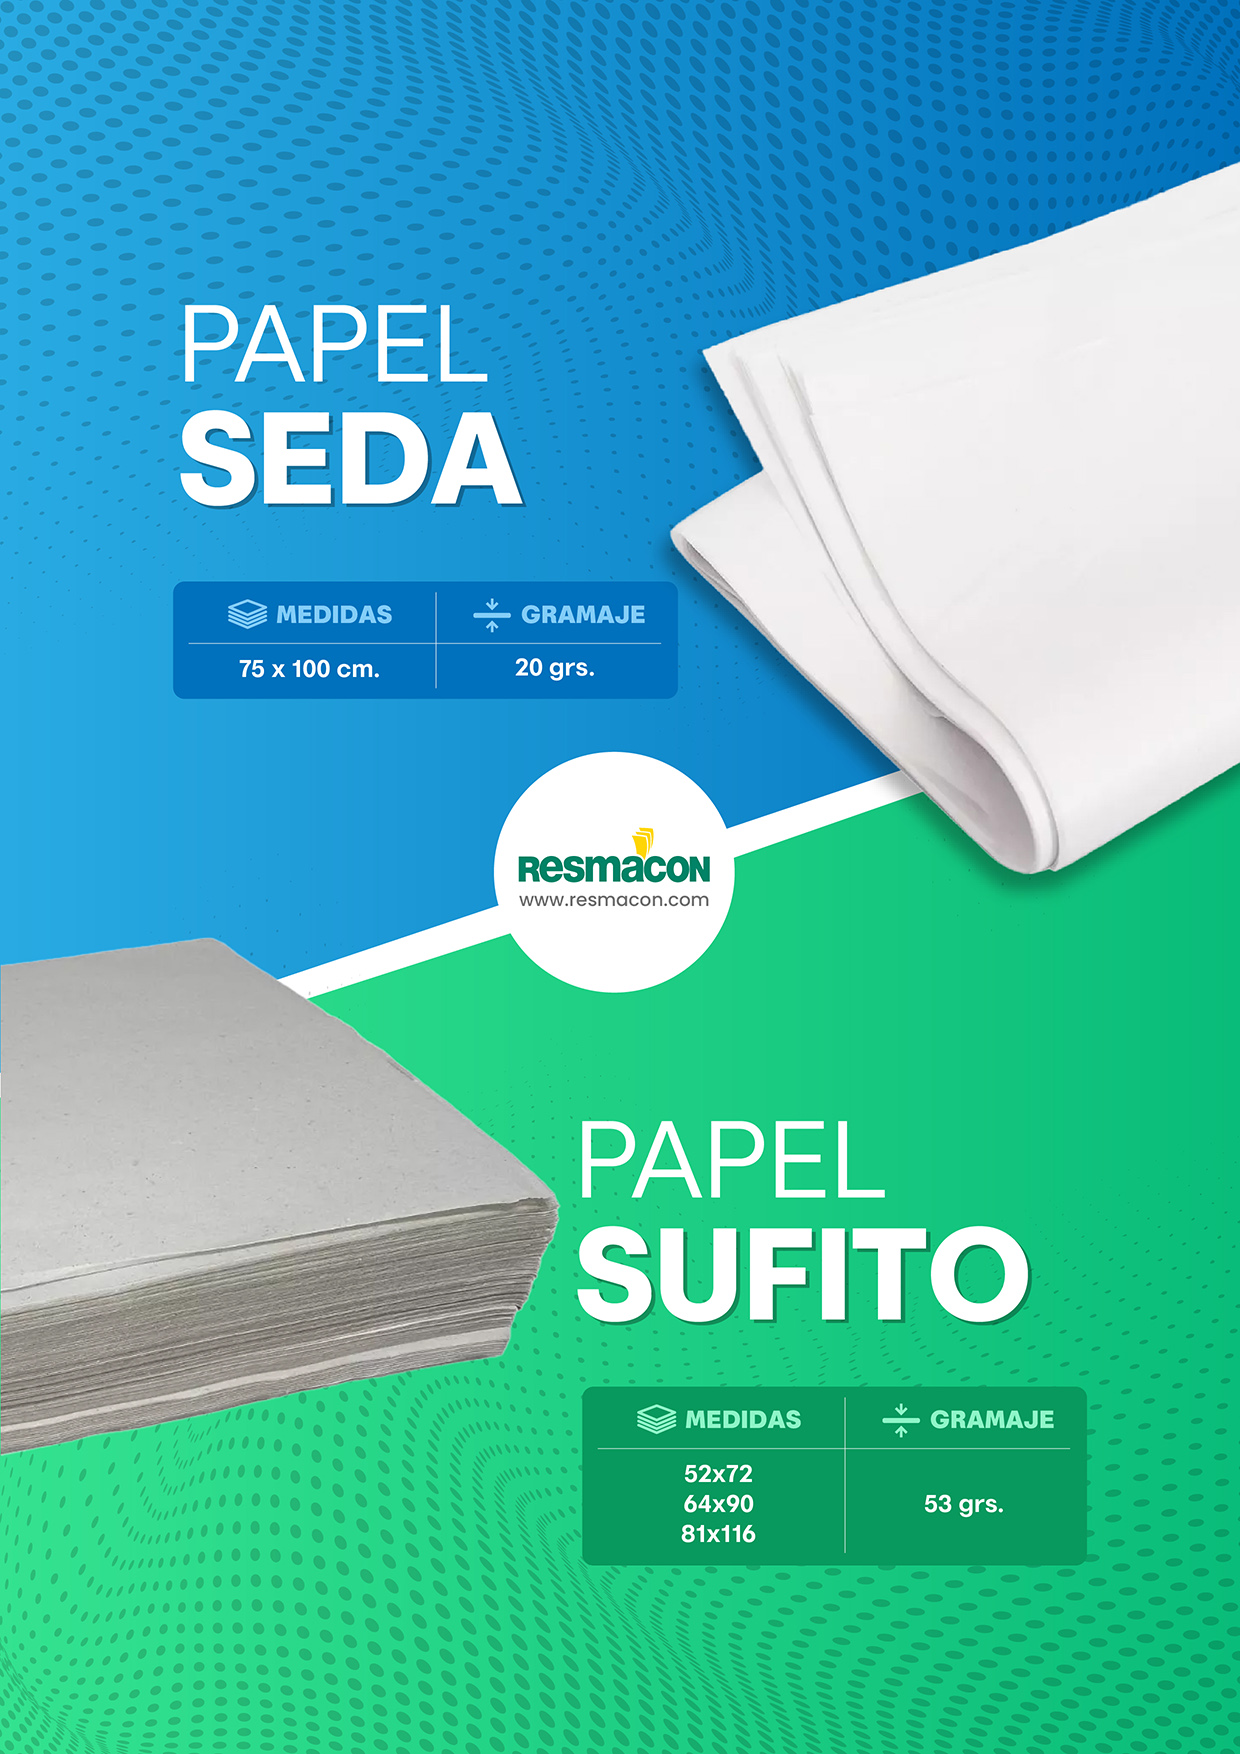 PAPEL
SEDA
MEDIDAS
GRAMAJE
75 x 100 cm.
20 grs.
RESMACON
www.resmacon.com
PAPEL
SUFITO
MEDIDAS
GRAMAJE
52x72
64x90
81x116
53 grs.